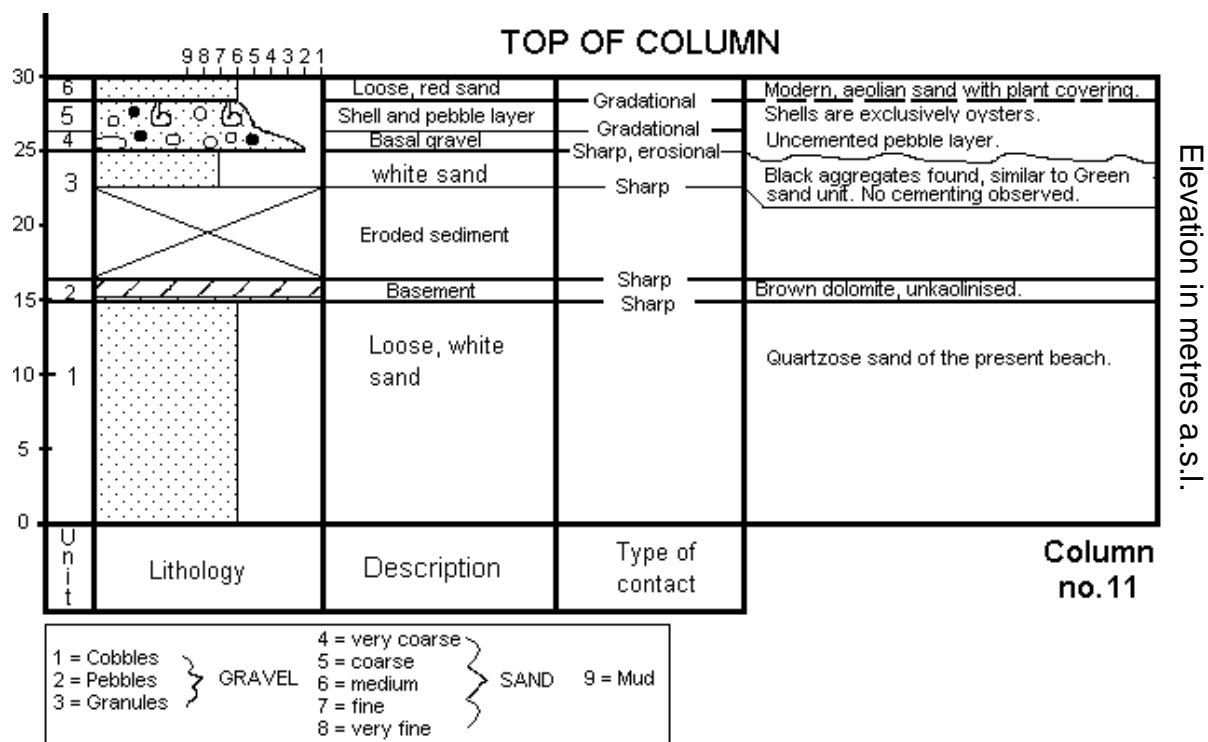 TOP OF COLUMN
9 8 7 6 5 4 3 2 1
30
6
Loose, red sand
Gradational
Modern, aeolian sand with plant covering.
5
Shell and pebble layer
Gradational
Shells are exclusively oysters.
4
Basal gravel
Sharp, erosional
Uncemented pebble layer.
25
3
white sand
Sharp
Black aggregates found, similar to Green
sand unit. No cementing observed.
20
Eroded sediment
Sharp
2
Basement
Brown dolomite, unkaolinised.
15
Sharp
1
Loose, white
sand
Quartzose sand of the present beach.
10
5
0
Elevation in metres a.s.l.
Unit
Lithology
Description
Type of
contact
Column
no.11
1 = Cobbles
2 = Pebbles
3 = Granules
GRAVEL
4 = very coarse
5 = coarse
6 = medium
7 = fine
8 = very fine
SAND
9 = Mud